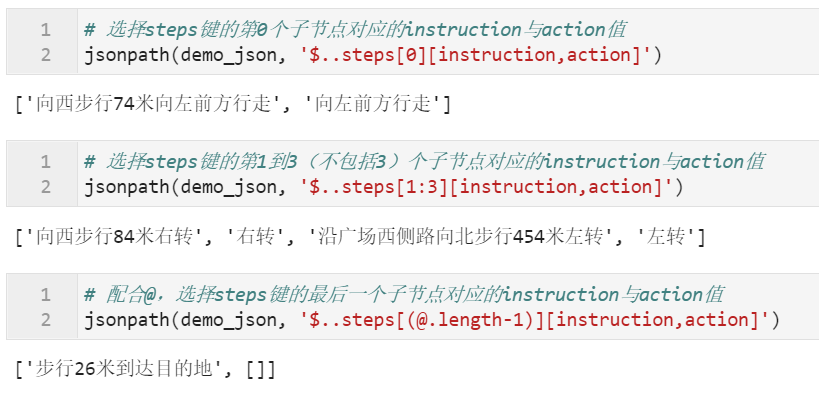 1 # 选择steps键的第0个子节点对应的instruction与action值
2 jsonpath(demo_json, '$..steps[0][instruction,action]')
['向西步行74米向左前方行走', '向左前方行走']
1 # 选择steps键的第1到3（不包括3）个子节点对应的instruction与action值
2 jsonpath(demo_json, '$..steps[1:3][instruction,action]')
['向西步行84米右转', '右转', '沿广场西侧路向北步行454米左转', '左转']
1 # 配合@，选择steps键的最后一个子节点对应的instruction与action值
2 jsonpath(demo_json, '$..steps[(@.length-1)][instruction,action]')
['步行26米到达目的地', []]